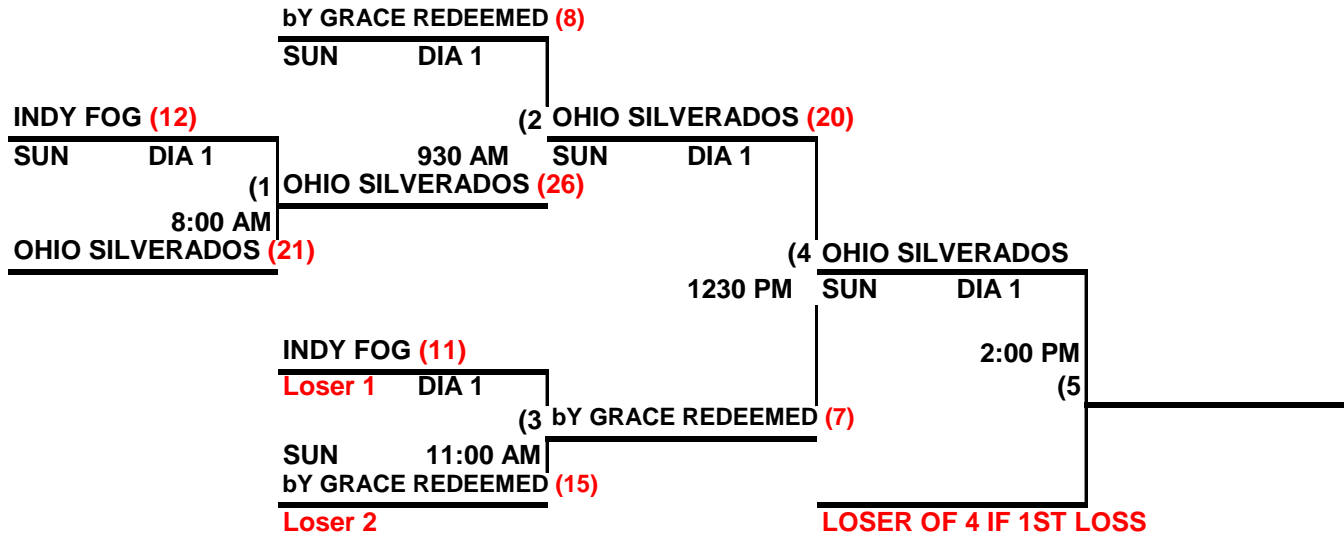 bY GRACE REDEEMED (8)
SUN DIA 1
INDY FOG (12)
(2 OHIO SILVERADOS (20)
SUN DIA 1
930 AM SUN DIA 1
(1 OHIO SILVERADOS (26)
8:00 AM
OHIO SILVERADOS (21)
(4 OHIO SILVERADOS
1230 PM SUN DIA 1
INDY FOG (11)
2:00 PM
Loser 1 DIA 1
(5
(3 bY GRACE REDEEMED (7)
SUN 11:00 AM
bY GRACE REDEEMED (15)
Loser 2
LOSER OF 4 IF 1ST LOSS